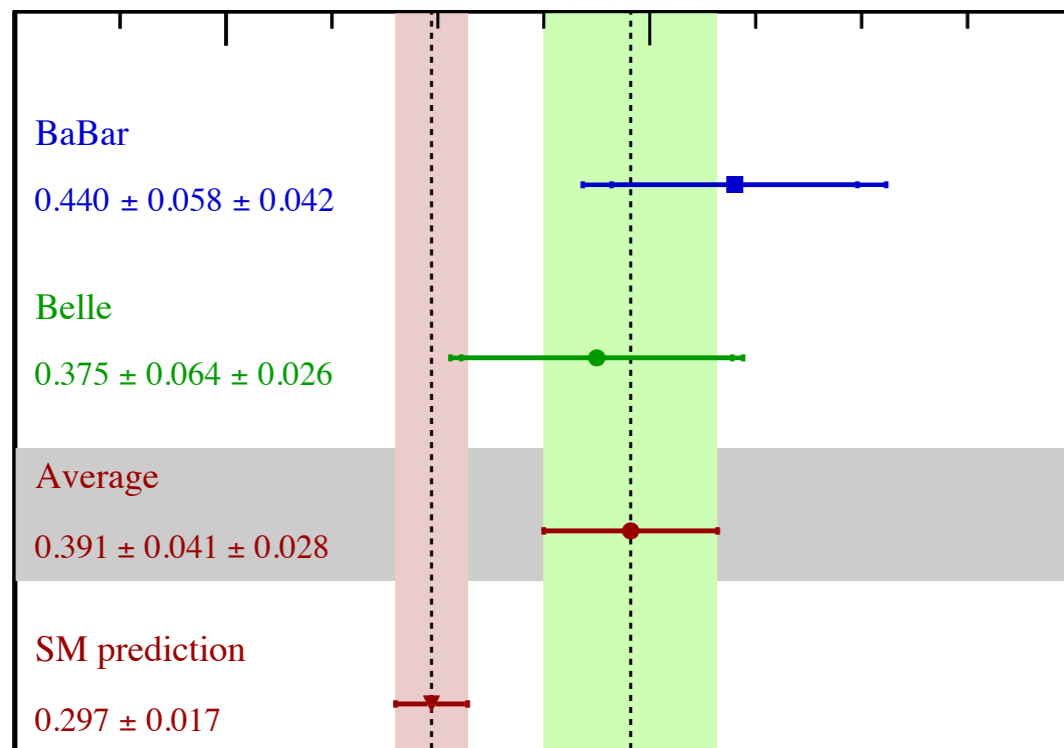 BaBar
0.440 ± 0.058 ± 0.042
Belle
0.375 ± 0.064 ± 0.026
Average
0.391 ± 0.041 ± 0.028
SM prediction
0.297 ± 0.017